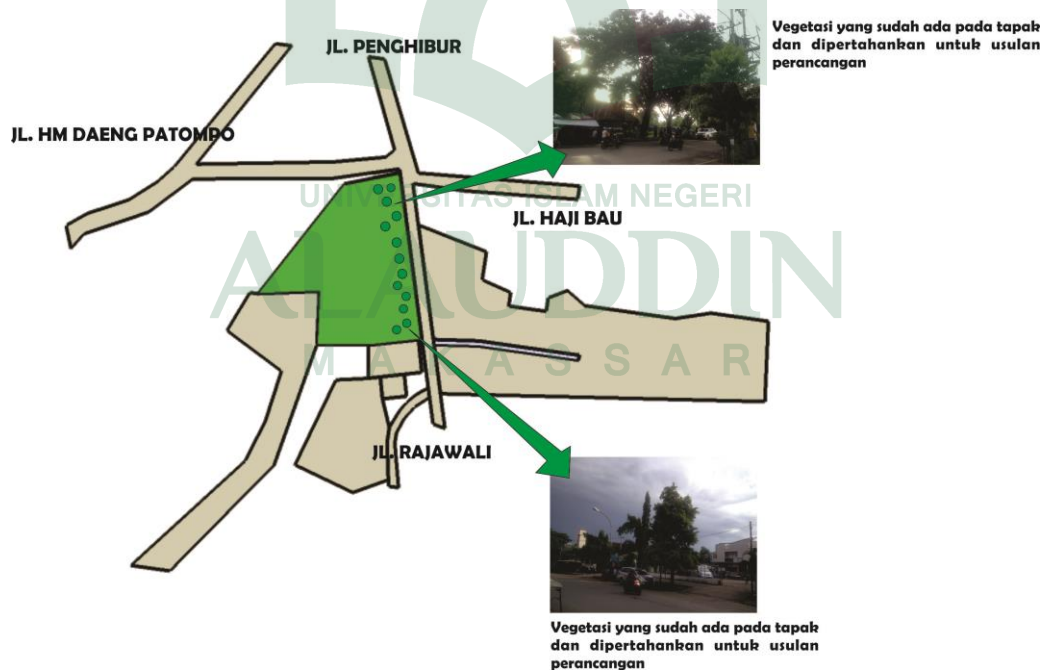 Vegetasi yang sudah ada pada tapak
dan dipertahankan untuk usulan
perancangan
JL. PENGHIBUR
JL. HM DAENG PATOMPO
UNIVERSITAS ISLAM NEGERI
JL. HAJI BAU
ALAUDDIN
MAKASSAR
JL. RAJAWALI
Vegetasi yang sudah ada pada tapak
dan dipertahankan untuk usulan
perancangan